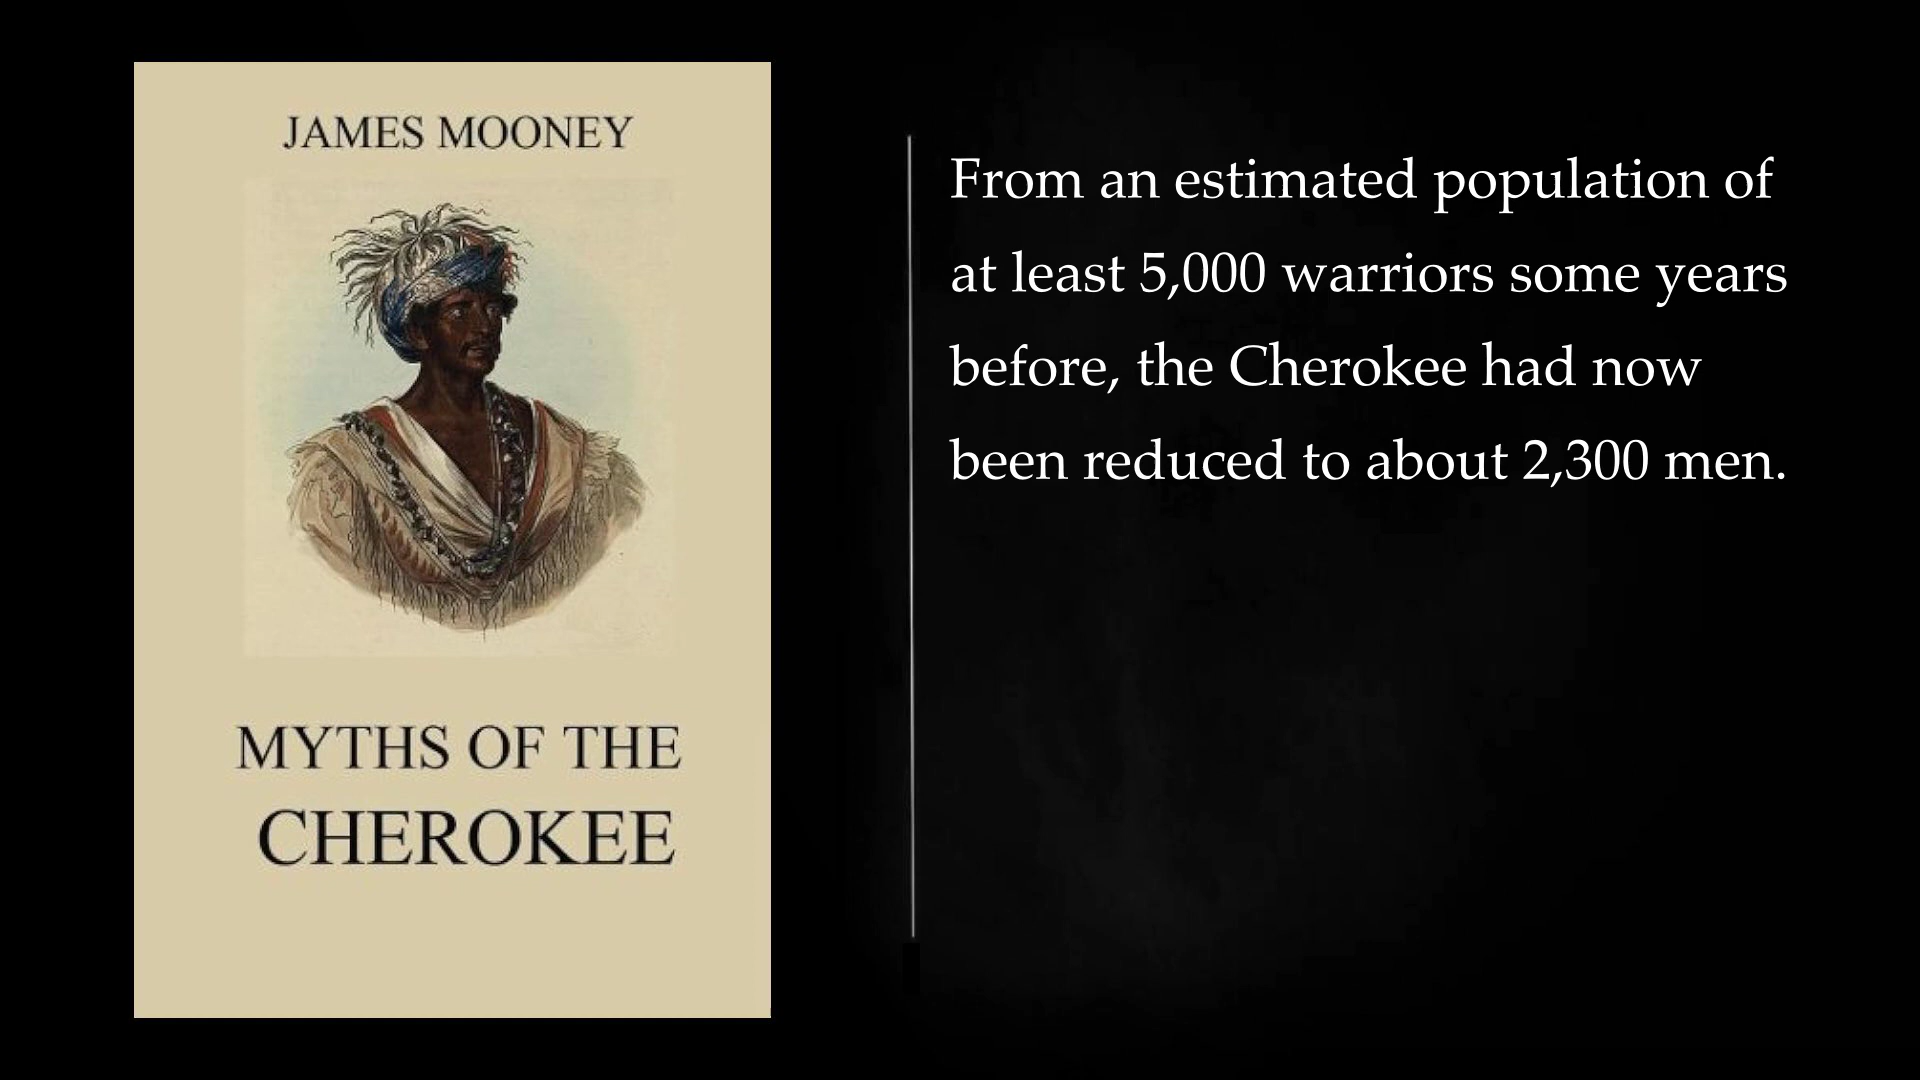 JAMES MOONEY
MYTHS OF THE
CHEROKEE
From an estimated population of
at least 5,000 warriors some years
before, the Cherokee had now
been reduced to about 2,300 men.